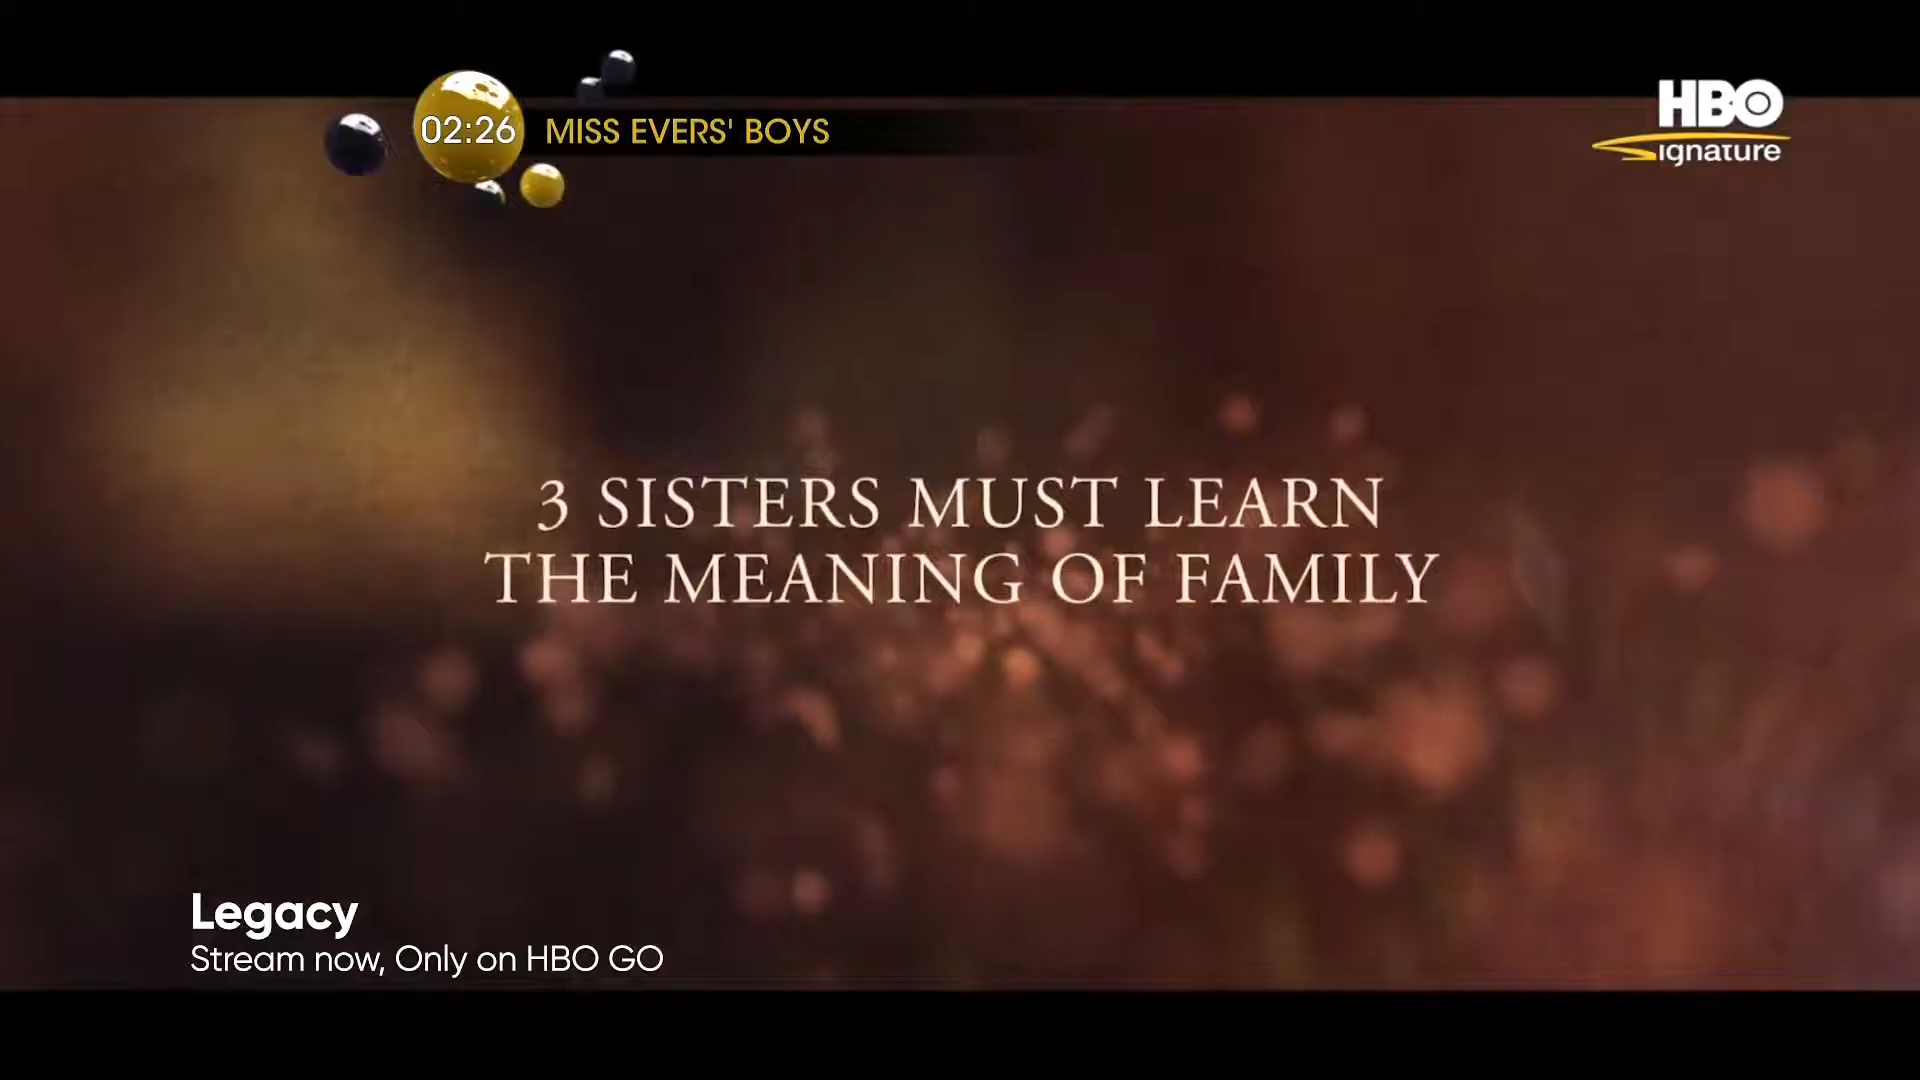 02:26 MISS EVERS' BOYS
HBO
Signature
3 SISTERS MUST LEARN
THE MEANING OF FAMILY
Legacy
Stream now, Only on HBO GO